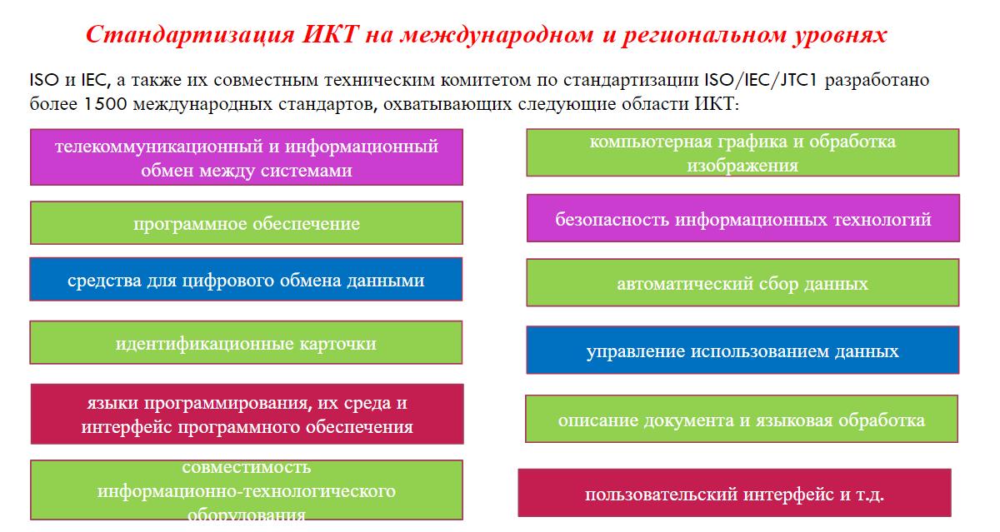 Стандартизация ИКТ на международном и региональном уровнях
ISO и IEC, а также их совместным техническим комитетом по стандартизации ISO/IEC/JTC1 разработано
более 1500 международных стандартов, охватывающих следующие области ИКТ:
телекоммуникационный и информационный
обмен между системами
программное обеспечение
средства для цифрового обмена данными
идентификационные карточки
языки программирования, их среда и
интерфейс программного обеспечения
совместимость
информационно-технологического
оборудования
компьютерная графика и обработка
изображения
безопасность информационных технологий
автоматический сбор данных
управление использованием данных
описание документа и языковая обработка
пользовательский интерфейс и т.д.